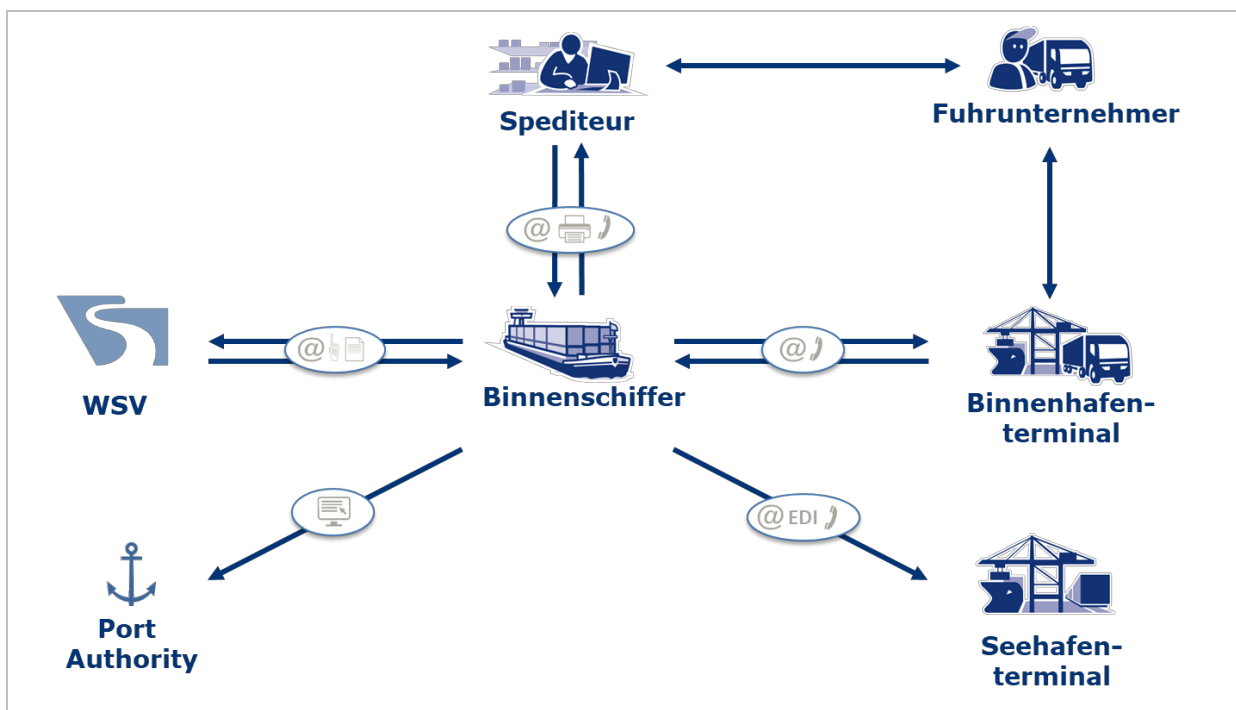 Spediteur
Fuhrunternehmer
@
@
@
WSV
Binnenschiffer
Binnenhafen-
terminal
@ EDI
Port
Authority
Seehafen-
terminal